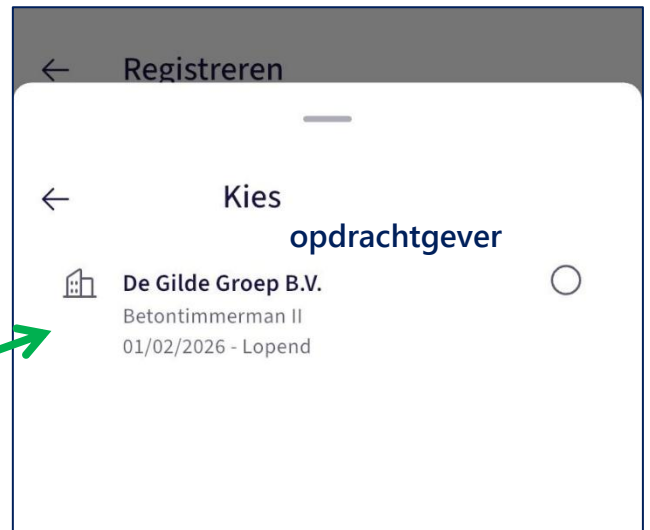 Registreren
Kies
opdrachtgever
De Gilde Groep B.V.
Betontimmerman II
01/02/2026 - Lopend